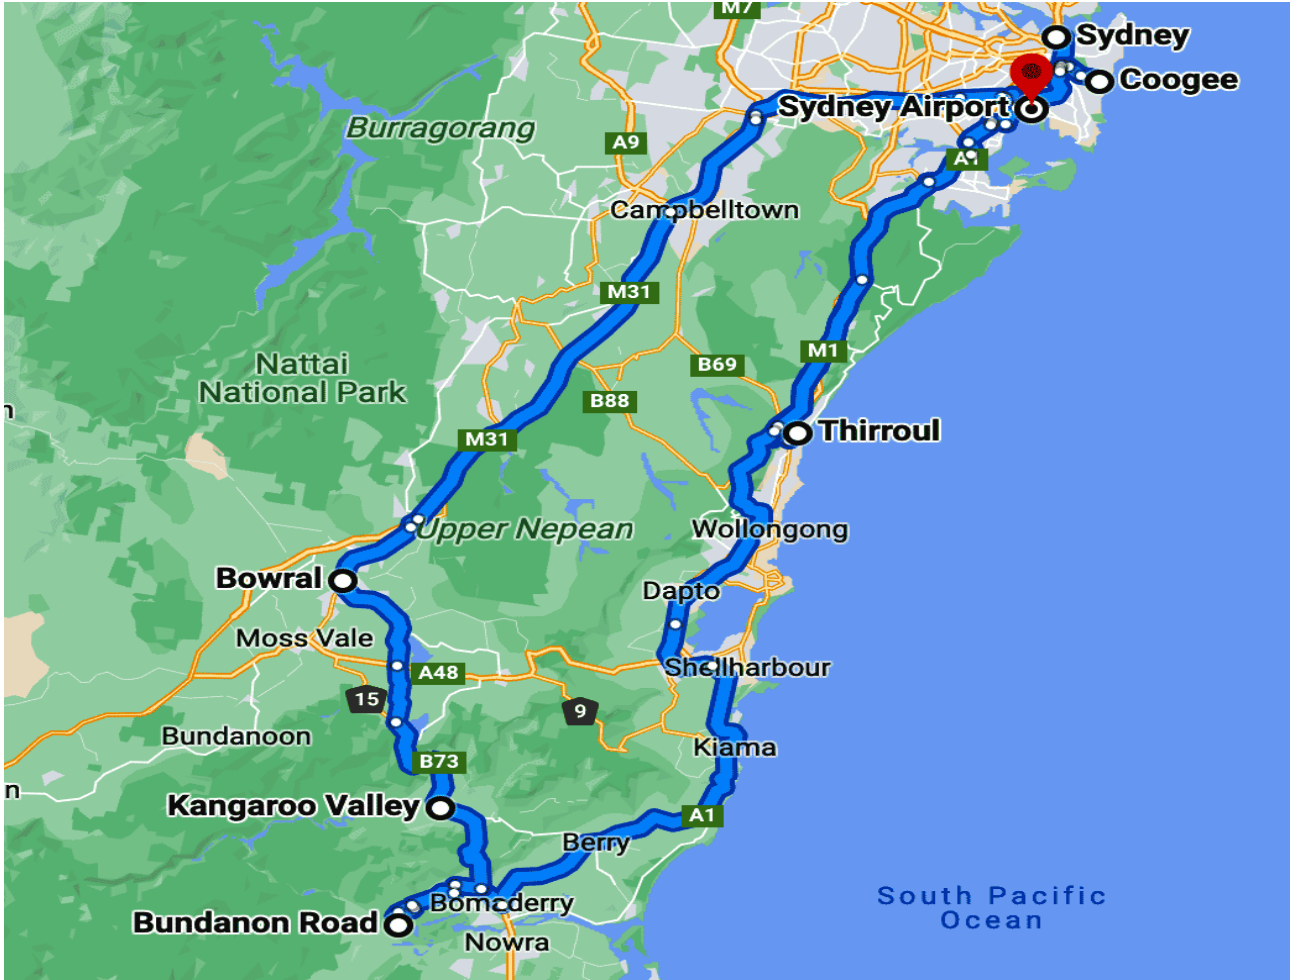 M7
Sydney
Coogee
Sydney Airport
Burragorang
A9
A1
Campbelltown
M31
Nattai
National Park
M1
B69
B88
M31
Thirroul
Upper Nepean
Wollongong
Bowral
Dapto
Moss Vale
Shellharbour
A48
15
9
Bundanoon
Kiama
B73
n
n
Kangaroo Valley
A1
Berry
Bomaderry
South Pacific
Ocean
Bundanon Road
Nowra